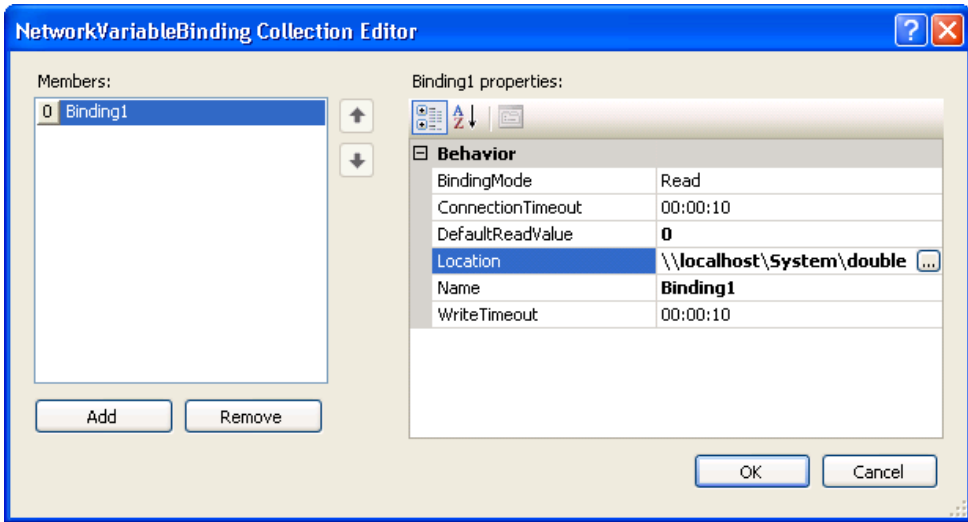 NetworkVariableBinding Collection Editor
Members:
0 Binding1
Add Remove
Binding1 properties:
Behavior
BindingMode Read
ConnectionTimeout 00:00:10
DefaultReadValue 0
Location \\localhost\System\double ...
Name Binding1
WriteTimeout 00:00:10
OK Cancel